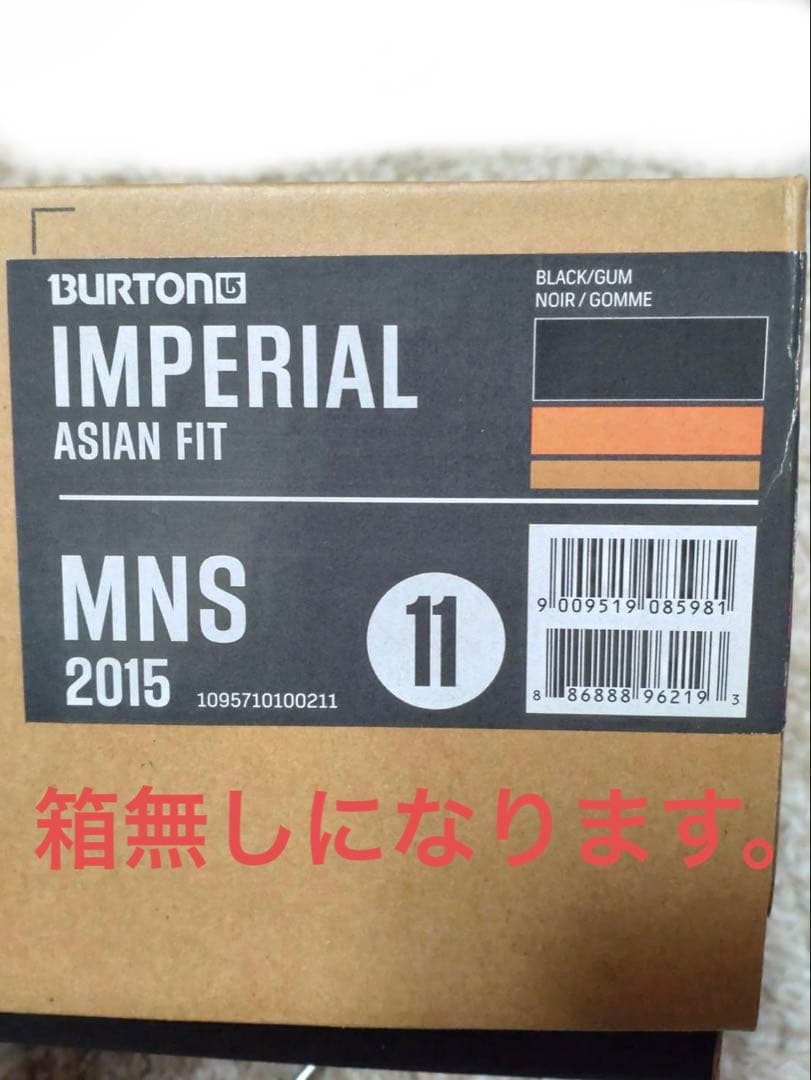 BURTON
IMPERIAL
ASIAN FIT
BLACK/GUM
NOIR / GOMME
MNS
2015
1095710100211
11
9 009519 085981
8 86888 96219 3
箱無しになります。